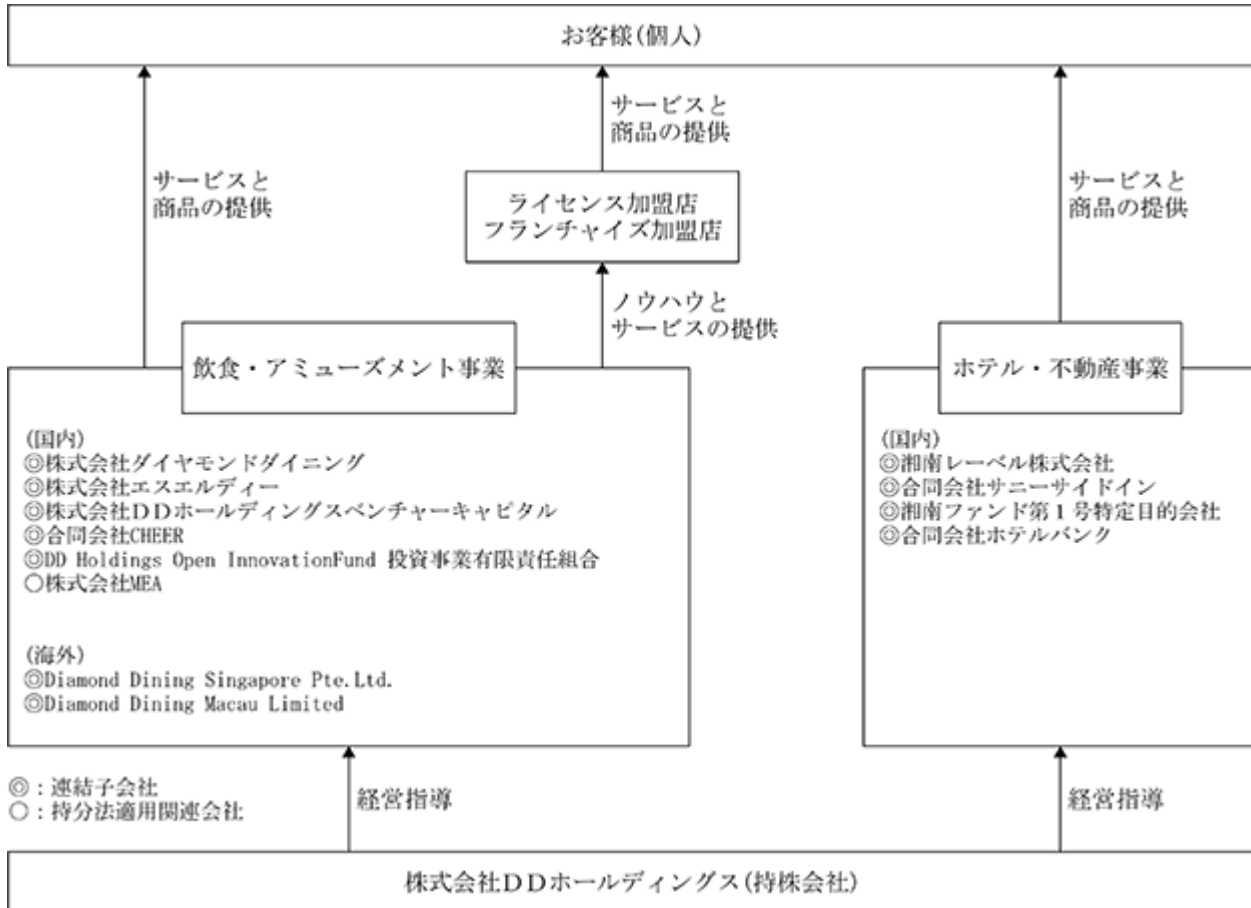 お客様(個人)
サービスと
商品の提供
サービスと
商品の提供
サービスと
商品の提供
ライセンス加盟店
フランチャイズ加盟店
ノウハウと
サービスの提供
飲食・アミューズメント事業
(国内)
◎株式会社ダイヤモンドダイニング
◎株式会社エスエルディー
◎株式会社DDホールディングスベンチャーキャピタル
◎合同会社CHEER
◎DD Holdings Open InnovationFund 投資事業有限責任組合
○株式会社MEA
(海外)
◎Diamond Dining Singapore Pte.Ltd.
◎Diamond Dining Macau Limited
ホテル・不動産事業
(国内)
◎湘南レーベル株式会社
◎合同会社サニーサイドイン
◎湘南ファンド第1号特定目的会社
◎合同会社ホテルバンク
◎:連結子会社
○:持分法適用関連会社
経営指導
経営指導
株式会社DDホールディングス(持株会社)